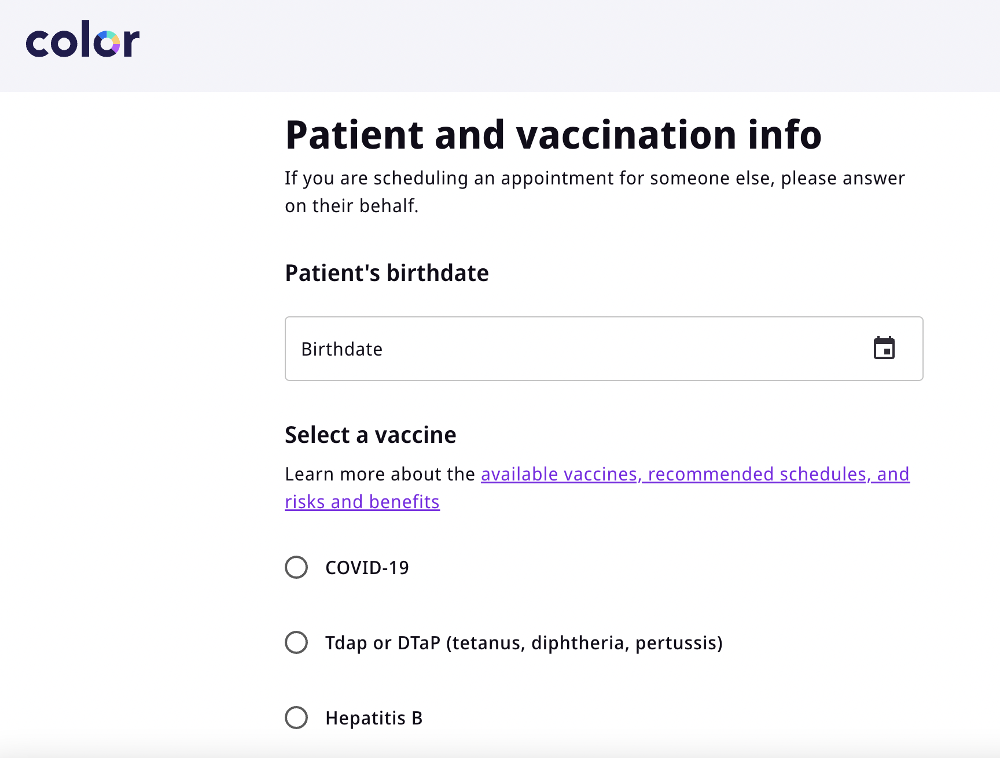 color
Patient and vaccination info
If you are scheduling an appointment for someone else, please answer
on their behalf.
Patient's birthdate
Birthdate
Select a vaccine
Learn more about the available vaccines, recommended schedules, and
risks and benefits
COVID-19
Tdap or DTaP (tetanus, diphtheria, pertussis)
Hepatitis B